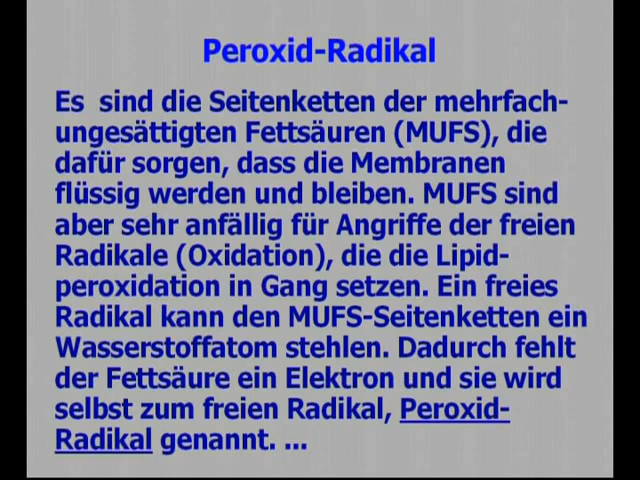 Peroxid-Radikal
Es  sind die Seitenketten der mehrfach-
ungesättigten Fettsäuren (MUFS), die
dafür sorgen, dass die Membranen
flüssig werden und bleiben. MUFS sind
aber sehr anfällig für Angriffe der freien
Radikale (Oxidation), die die Lipid-
peroxidation in Gang setzen. Ein freies
Radikal kann den MUFS-Seitenketten ein
Wasserstoffatom stehlen. Dadurch fehlt
der Fettsäure ein Elektron und sie wird
selbst zum freien Radikal, Peroxid-
Radikal genannt. ...